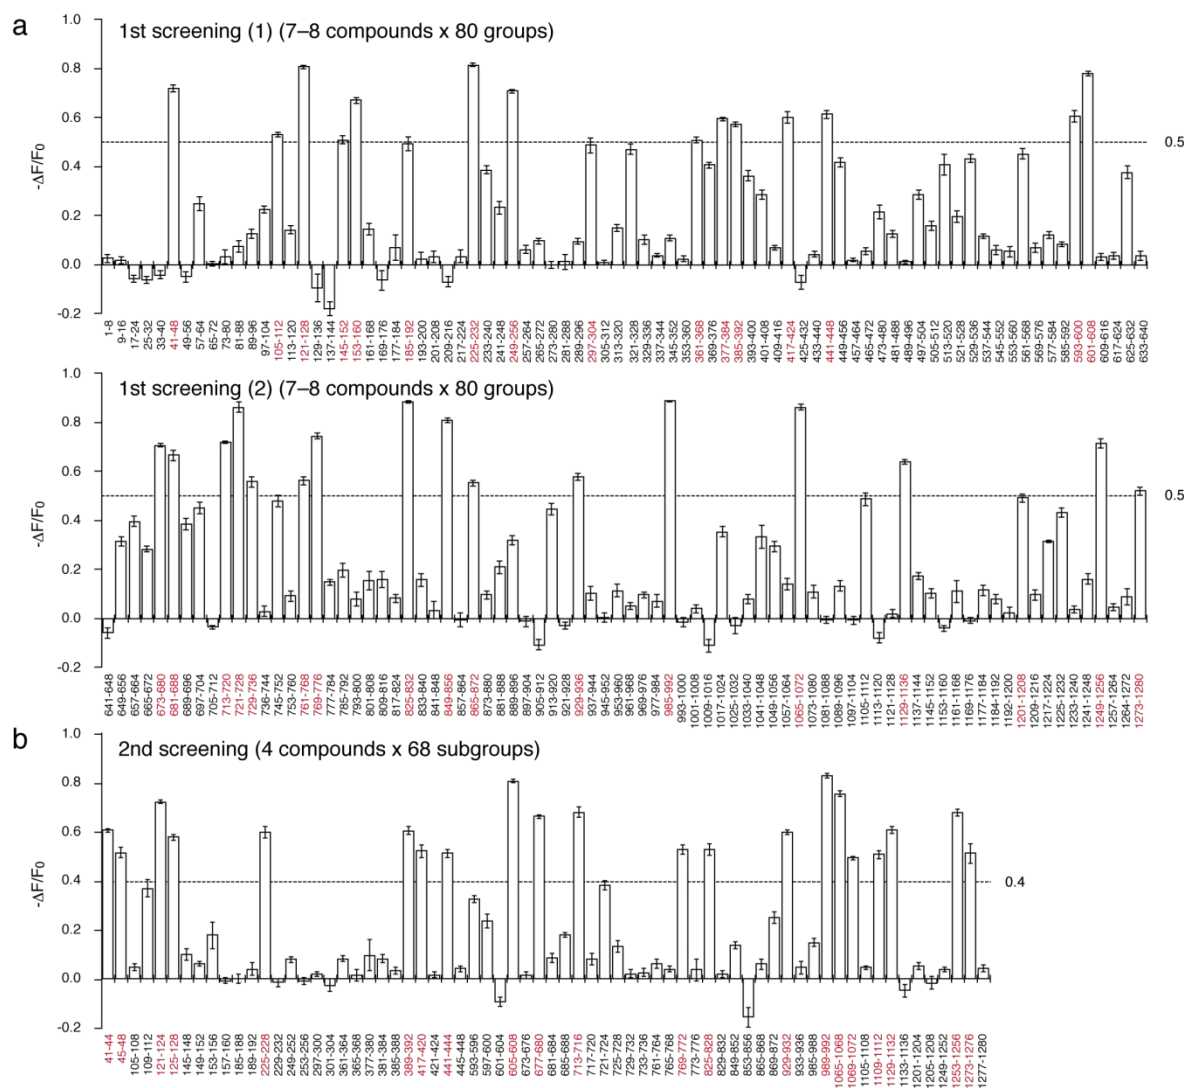 a
1st screening (1) (7–8 compounds x 80 groups)
1.0
0.8
0.6
0.4
0.2
0.0
-0.2
-ΔF/F0
0.5
1-8 9-16 17-24 25-32 33-40 41-48 49-56 57-64 65-72 73-80 81-88 89-96 97-104 105-112 113-120 121-128 129-136 137-144 145-152 153-160 161-168 169-176 177-184 185-192 193-200 201-208 209-216 217-224 225-232 233-240 241-248 249-256 257-264 265-272 273-280 281-288 289-296 297-304 305-312 313-320 321-328 329-336 337-344 345-352 353-360 361-368 369-376 377-384 385-392 393-400 401-408 409-416 417-424 425-432 433-440 441-448 449-456 457-464 465-472 473-480 481-488 489-496 497-504 505-512 513-520 521-528 529-536 537-544 545-552 553-560 561-568 569-576 577-584 585-592 593-600 601-608 609-616 617-624 625-632 633-640
1st screening (2) (7–8 compounds x 80 groups)
1.0
0.8
0.6
0.4
0.2
0.0
-0.2
-ΔF/F0
0.5
641-648 649-656 657-664 665-672 673-680 681-688 689-696 697-704 705-712 713-720 721-728 729-736 736-744 745-752 753-760 761-768 769-776 7777-784 785-792 793-800 801-808 809-816 817-824 825-832 833-840 841-848 849-856 857-864 865-872 873-880 881-888 889-896 897-904 905-912 913-920 921-928 929-936 937-944 945-952 953-960 961-968 969-976 977-984 985-992 993-1000 1001-1008 1009-1016 1017-1024 1025-1032 1033-1040 1041-1048 1049-1056 1057-1064 1065-1072 1073-1080 1081-1088 1089-1096 1097-1104 1105-1112 1113-1120 1121-1128 1129-1136 1137-1144 1145-1152 1153-1160 1161-1168 1169-1176 1177-1184 1184-1192 1192-1200 1201-1208 1209-1216 1217-1224 1225-1232 1233-1240 1241-1248 1249-1256 1257-1264 1264-1272 1273-1280
b
2nd screening (4 compounds x 68 subgroups)
1.0
0.8
0.6
0.4
0.2
0.0
-0.2
-ΔF/F0
0.4
41-44 45-48 105-108 109-112 121-124 125-128 145-148 149-152 153-156 157-160 185-188 189-192 225-228 229-232 249-252 253-256 297-300 301-304 361-364 365-368 377-380 381-384 385-388 389-392 417-420 421-424 441-444 445-448 593-596 597-600 601-604 605-608 673-676 677-680 681-684 685-688 713-716 717-720 721-724 725-728 729-732 733-736 761-764 765-768 769-772 773-776 825-828 829-832 849-852 853-856 865-868 869-872 929-932 933-936 985-988 989-992 1065-1068 1069-1072 1105-1108 1109-1112 1129-1132 1133-1136 1201-1204 1205-1208 1249-1252 1253-1256 1273-1276 1277-1280